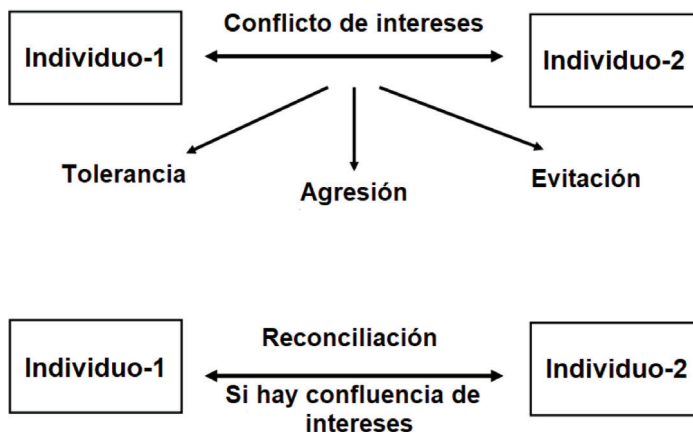 Conflicto de intereses
Individuo-1
Individuo-2
Tolerancia
Agresión
Evitación
Individuo-1
Reconciliación
Individuo-2
Si hay confluencia de
intereses